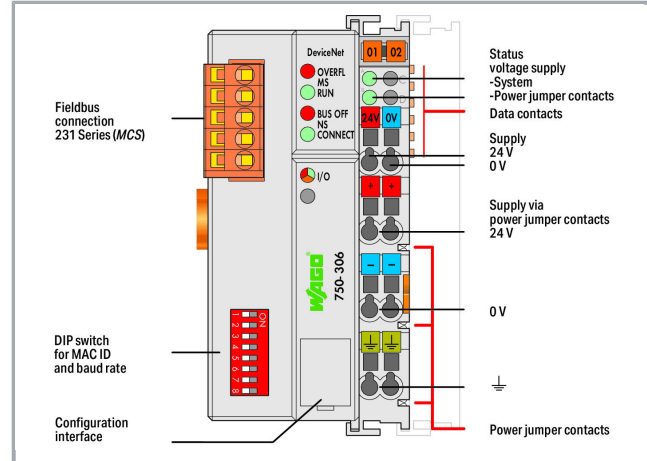 DeviceNet
OVERFL
MS
RUN
BUS OFF
NS
CONNECT
I/O
WAGO
750-306
ON
1
2
3
4
5
6
7
8
01 02
24V 0V
+ +
− −
Fieldbus
connection
231 Series (MCS)
DIP switch
for MAC ID
and baud rate
Configuration
interface
Status
voltage supply
-System
-Power jumper contacts
Data contacts
Supply
24 V
0 V
Supply via
power jumper contacts
24 V
0 V
Power jumper contacts